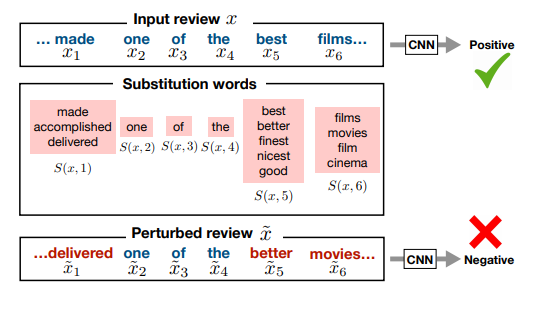 Input review x
… made one of the best films…
x₁ x₂ x₃ x₄ x₅ x₆
CNN
Positive
Substitution words
made
accomplished
delivered
S(x, 1)
one
S(x, 2)
of
S(x, 3)
the
S(x, 4)
best
better
finest
nicest
good
S(x, 5)
films
movies
film
cinema
S(x, 6)
Perturbed review x̃
…delivered one of the better movies…
x̃₁ x̃₂ x̃₃ x̃₄ x̃₅ x̃₆
CNN
Negative